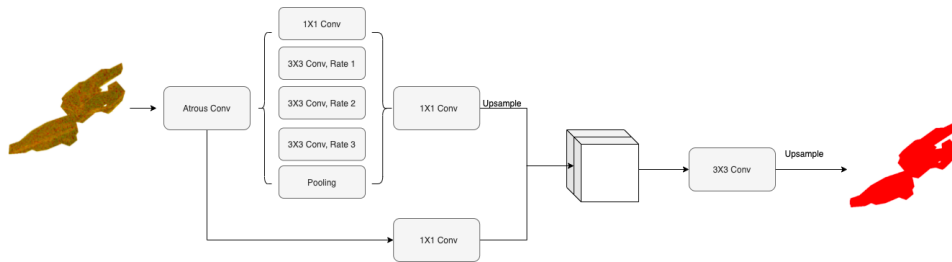 1X1 Conv
3X3 Conv, Rate 1
Atrous Conv
3X3 Conv, Rate 2
1X1 Conv
Upsample
3X3 Conv, Rate 3
Pooling
1X1 Conv
3X3 Conv
Upsample